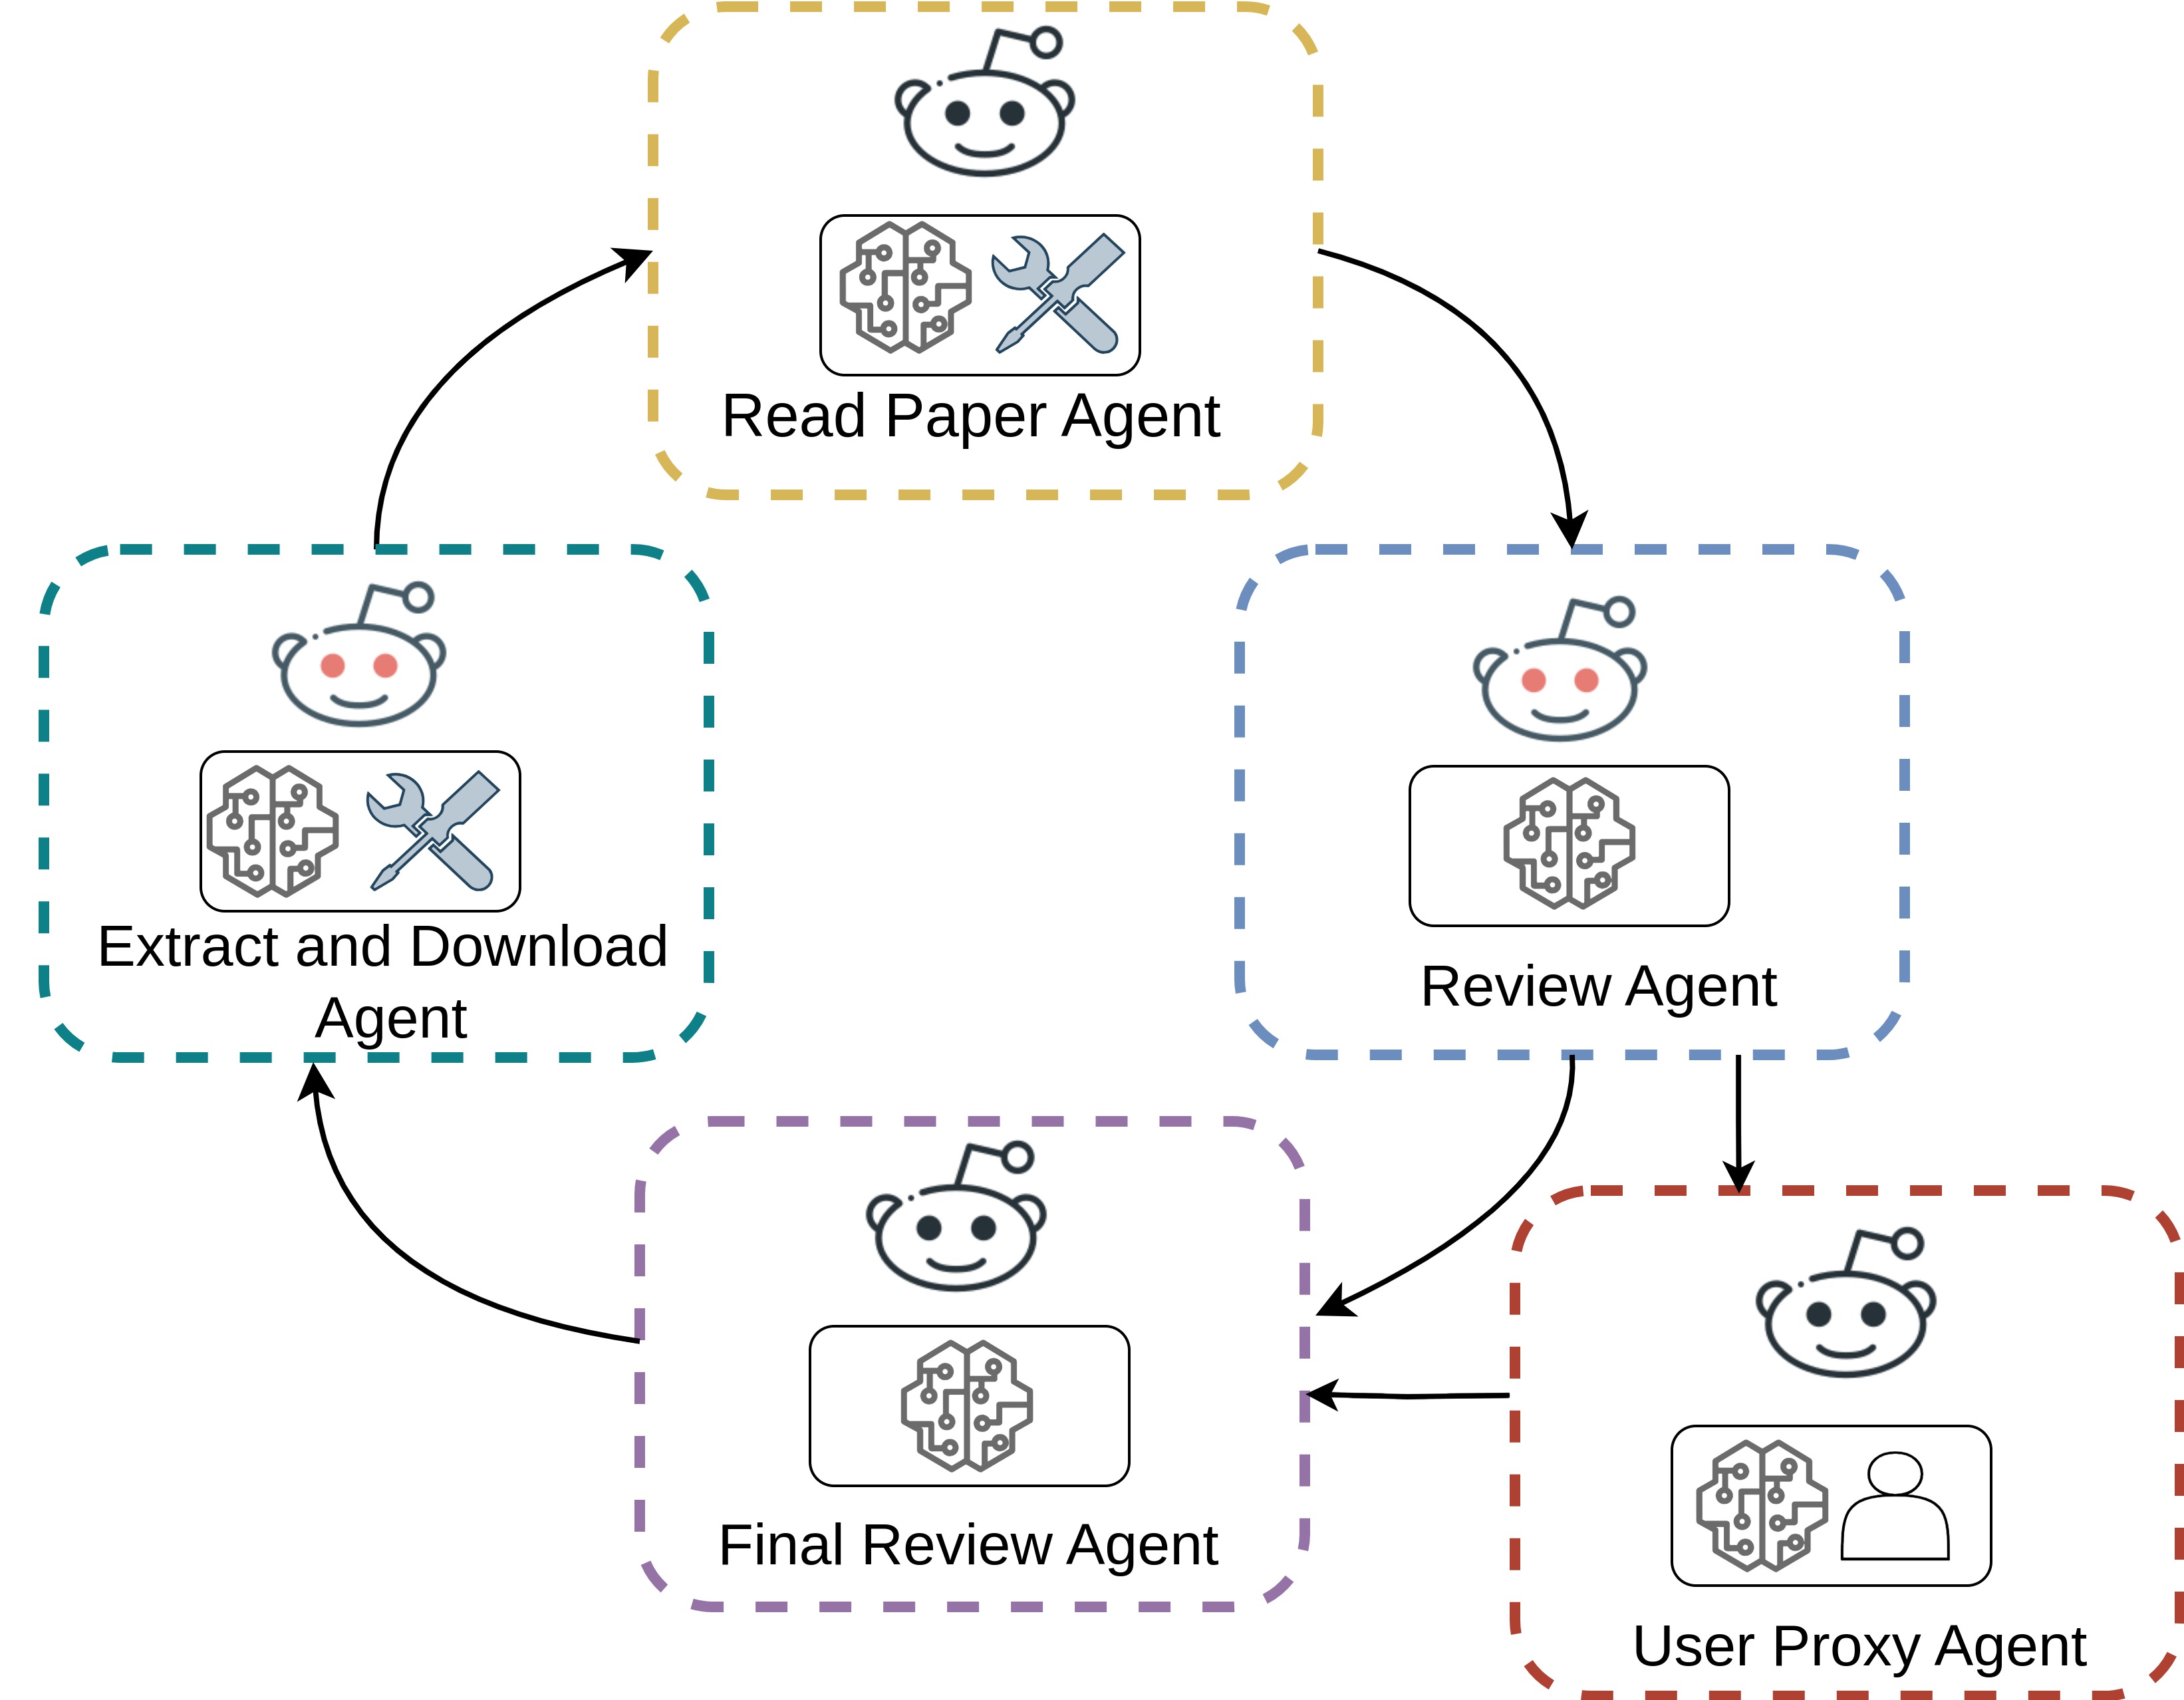 Read Paper Agent
Extract and Download
Agent
Review Agent
Final Review Agent
User Proxy Agent